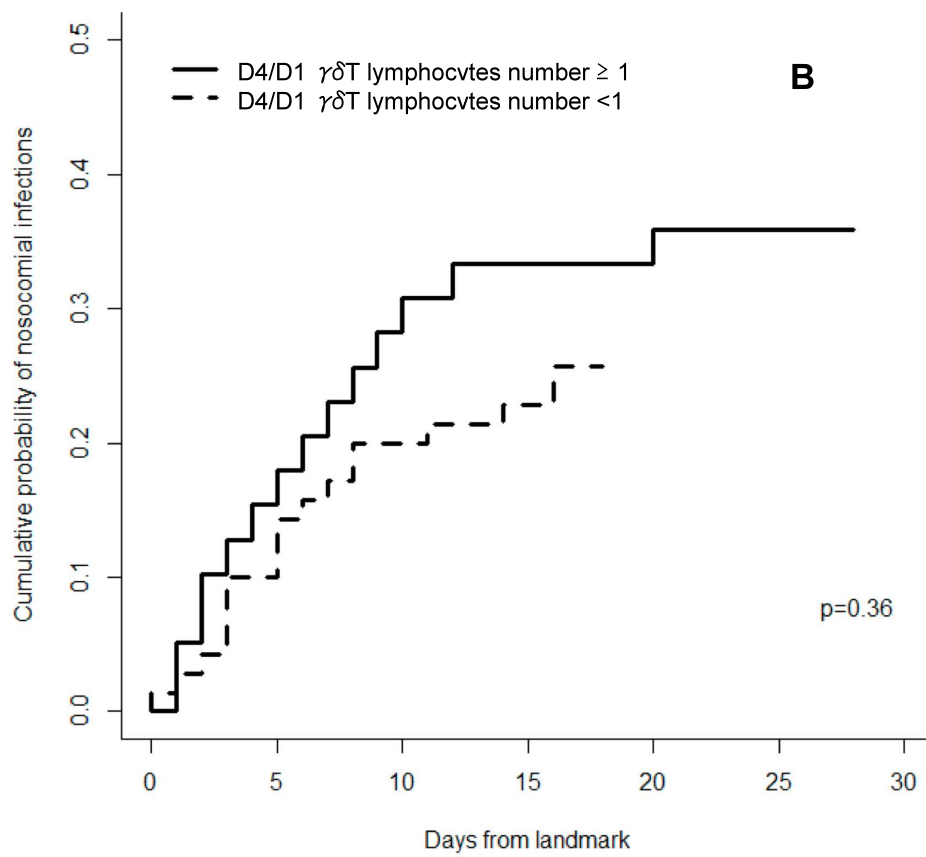 B
D4/D1 γδT lymphocvtes number ≥ 1
D4/D1 γδT lymphocvtes number <1
Cumulative probability of nosocomial infections
0.5
0.4
0.3
0.2
0.1
0.0
p=0.36
0 5 10 15 20 25 30
Days from landmark